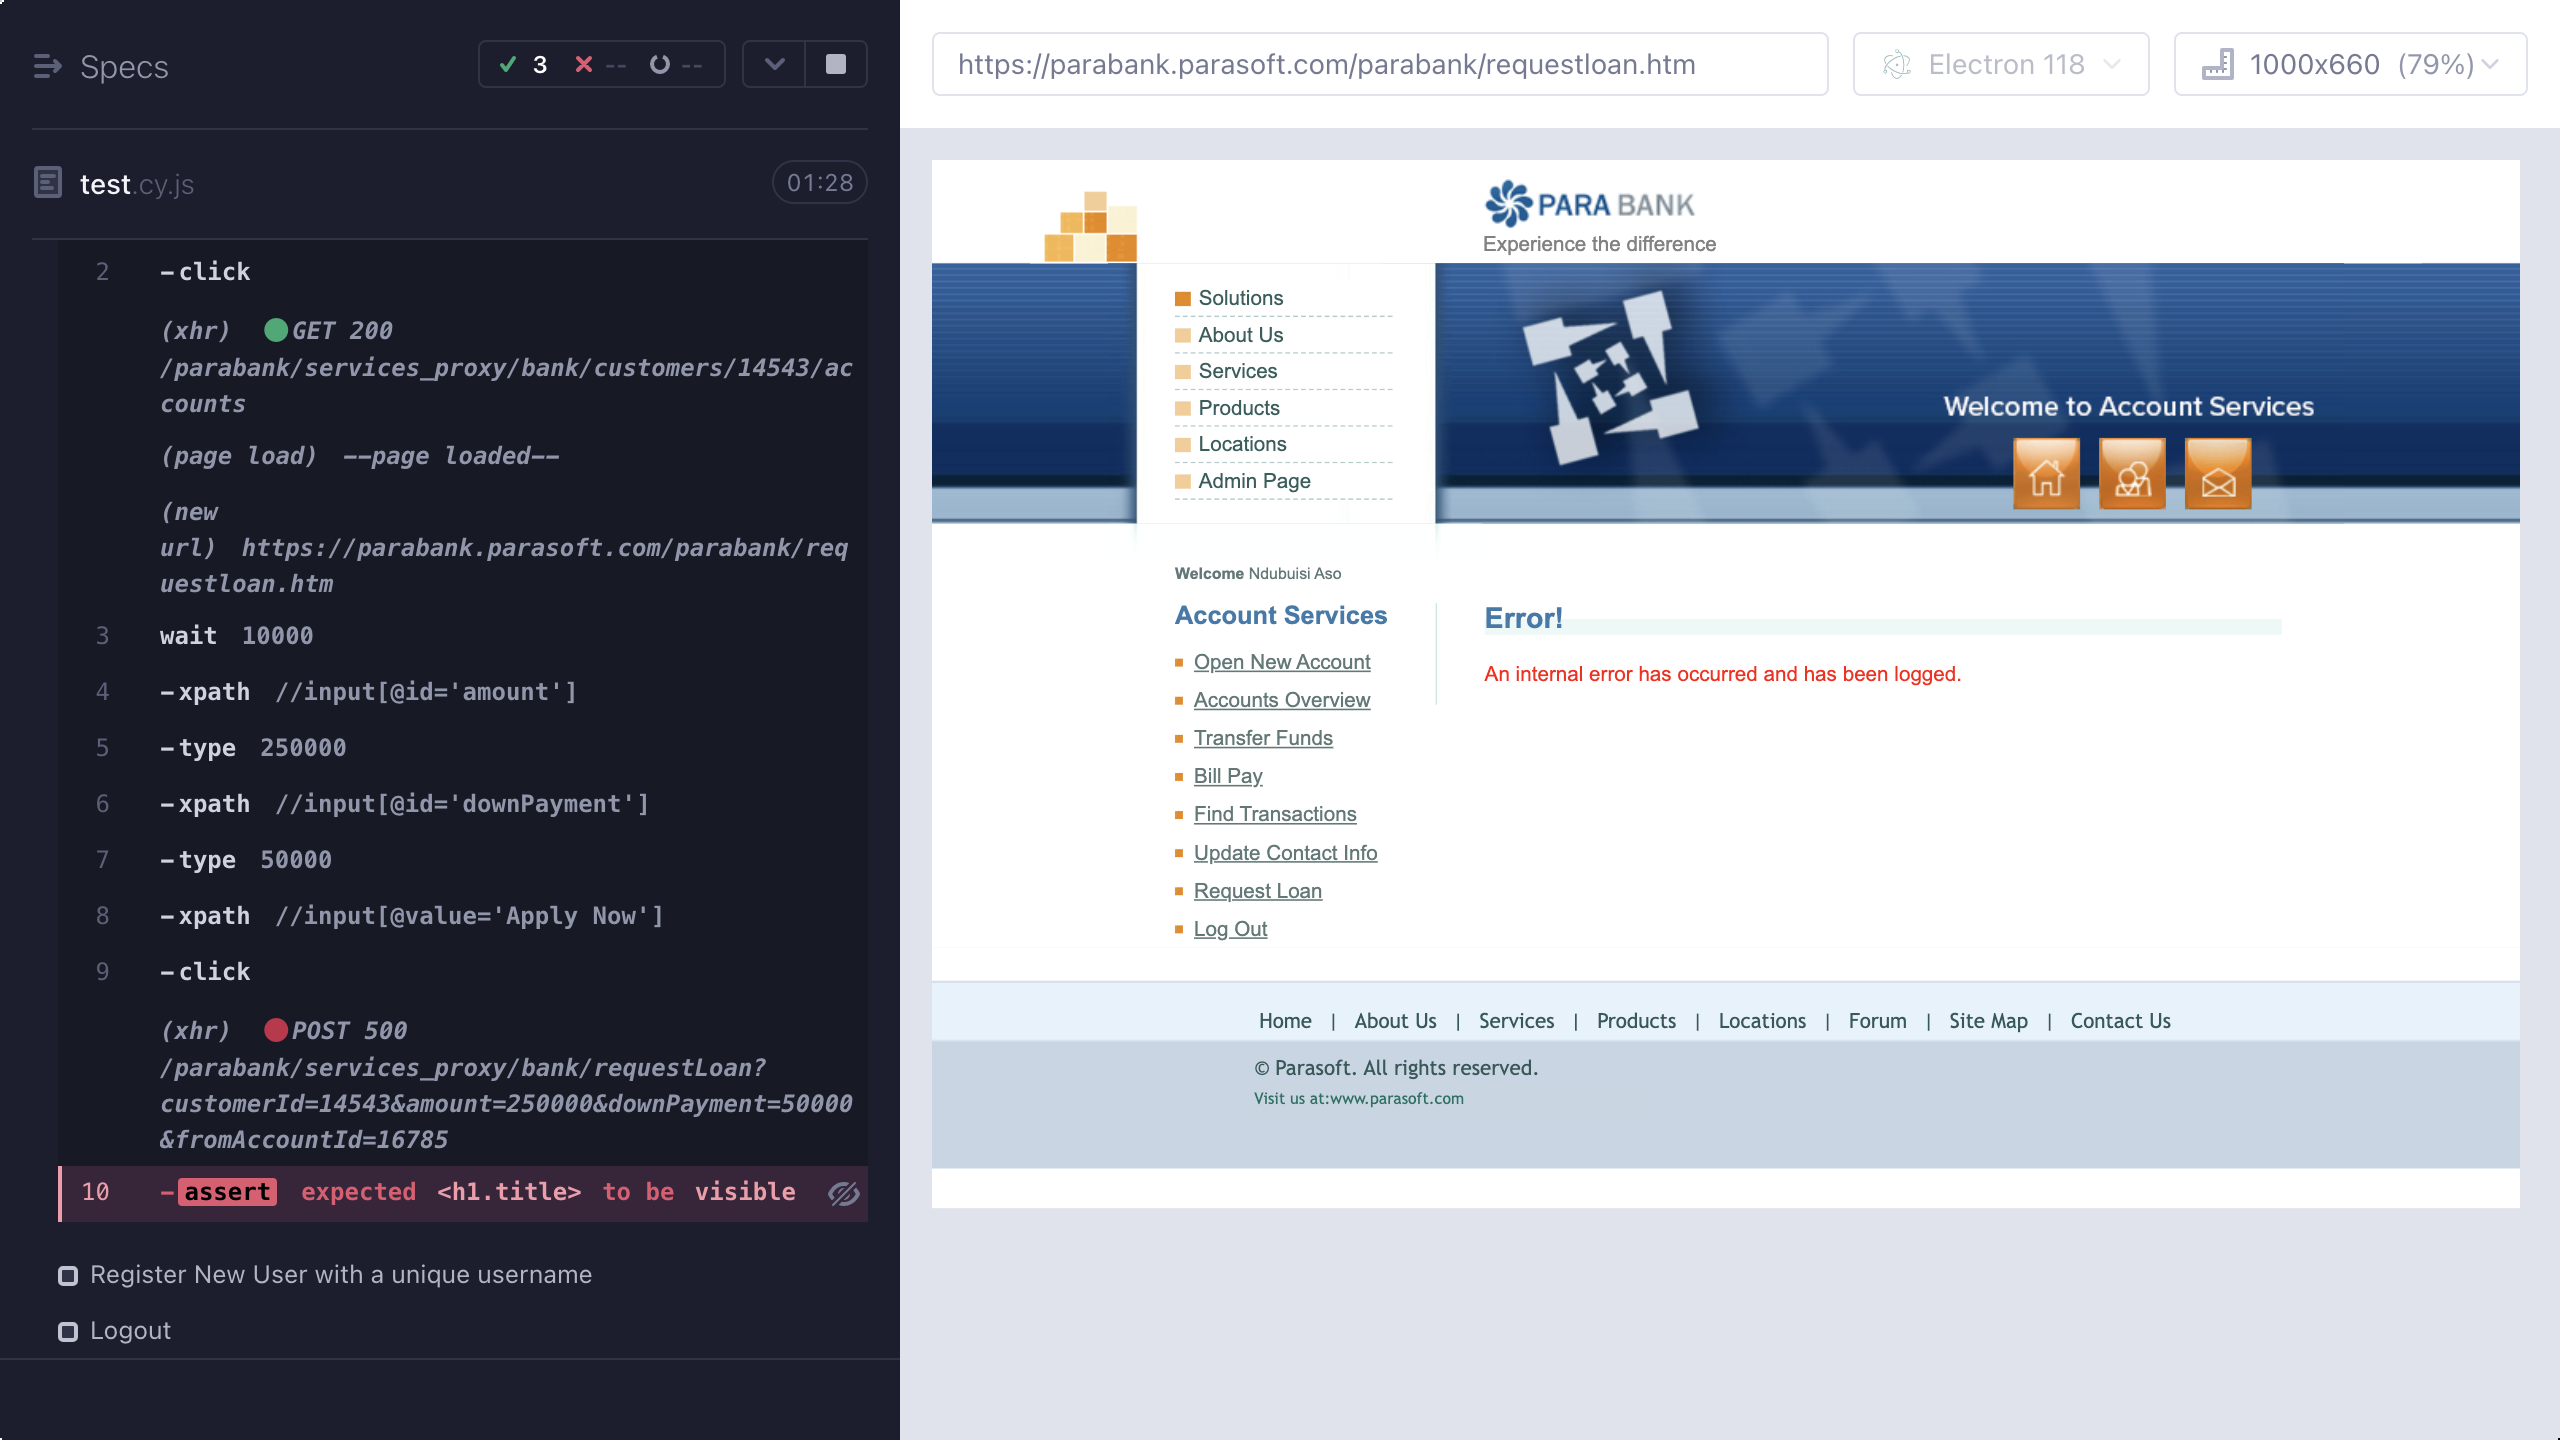 Specs
3 -- --
test.cy.js 01:28
2 –click
(xhr) GET 200
/parabank/services_proxy/bank/customers/14543/ac
counts
(page load) --page loaded--
(new
url) https://parabank.parasoft.com/parabank/req
uestloan.htm
3 wait 10000
4 –xpath //input[@id='amount']
5 –type 250000
6 –xpath //input[@id='downPayment']
7 –type 50000
8 –xpath //input[@value='Apply Now']
9 –click
(xhr) POST 500
/parabank/services_proxy/bank/requestLoan?
customerId=14543&amount=250000&downPayment=50000
&fromAccountId=16785
10 –assert expected <h1.title> to be visible
Register New User with a unique username
Logout
https://parabank.parasoft.com/parabank/requestloan.htm
Electron 118
1000x660 (79%)
PARA BANK
Experience the difference
Solutions
About Us
Services
Products
Locations
Admin Page
Welcome to Account Services
Welcome Ndubuisi Aso
Account Services
Open New Account
Accounts Overview
Transfer Funds
Bill Pay
Find Transactions
Update Contact Info
Request Loan
Log Out
Error!
An internal error has occurred and has been logged.
Home | About Us | Services | Products | Locations | Forum | Site Map | Contact Us
© Parasoft. All rights reserved.
Visit us at:www.parasoft.com